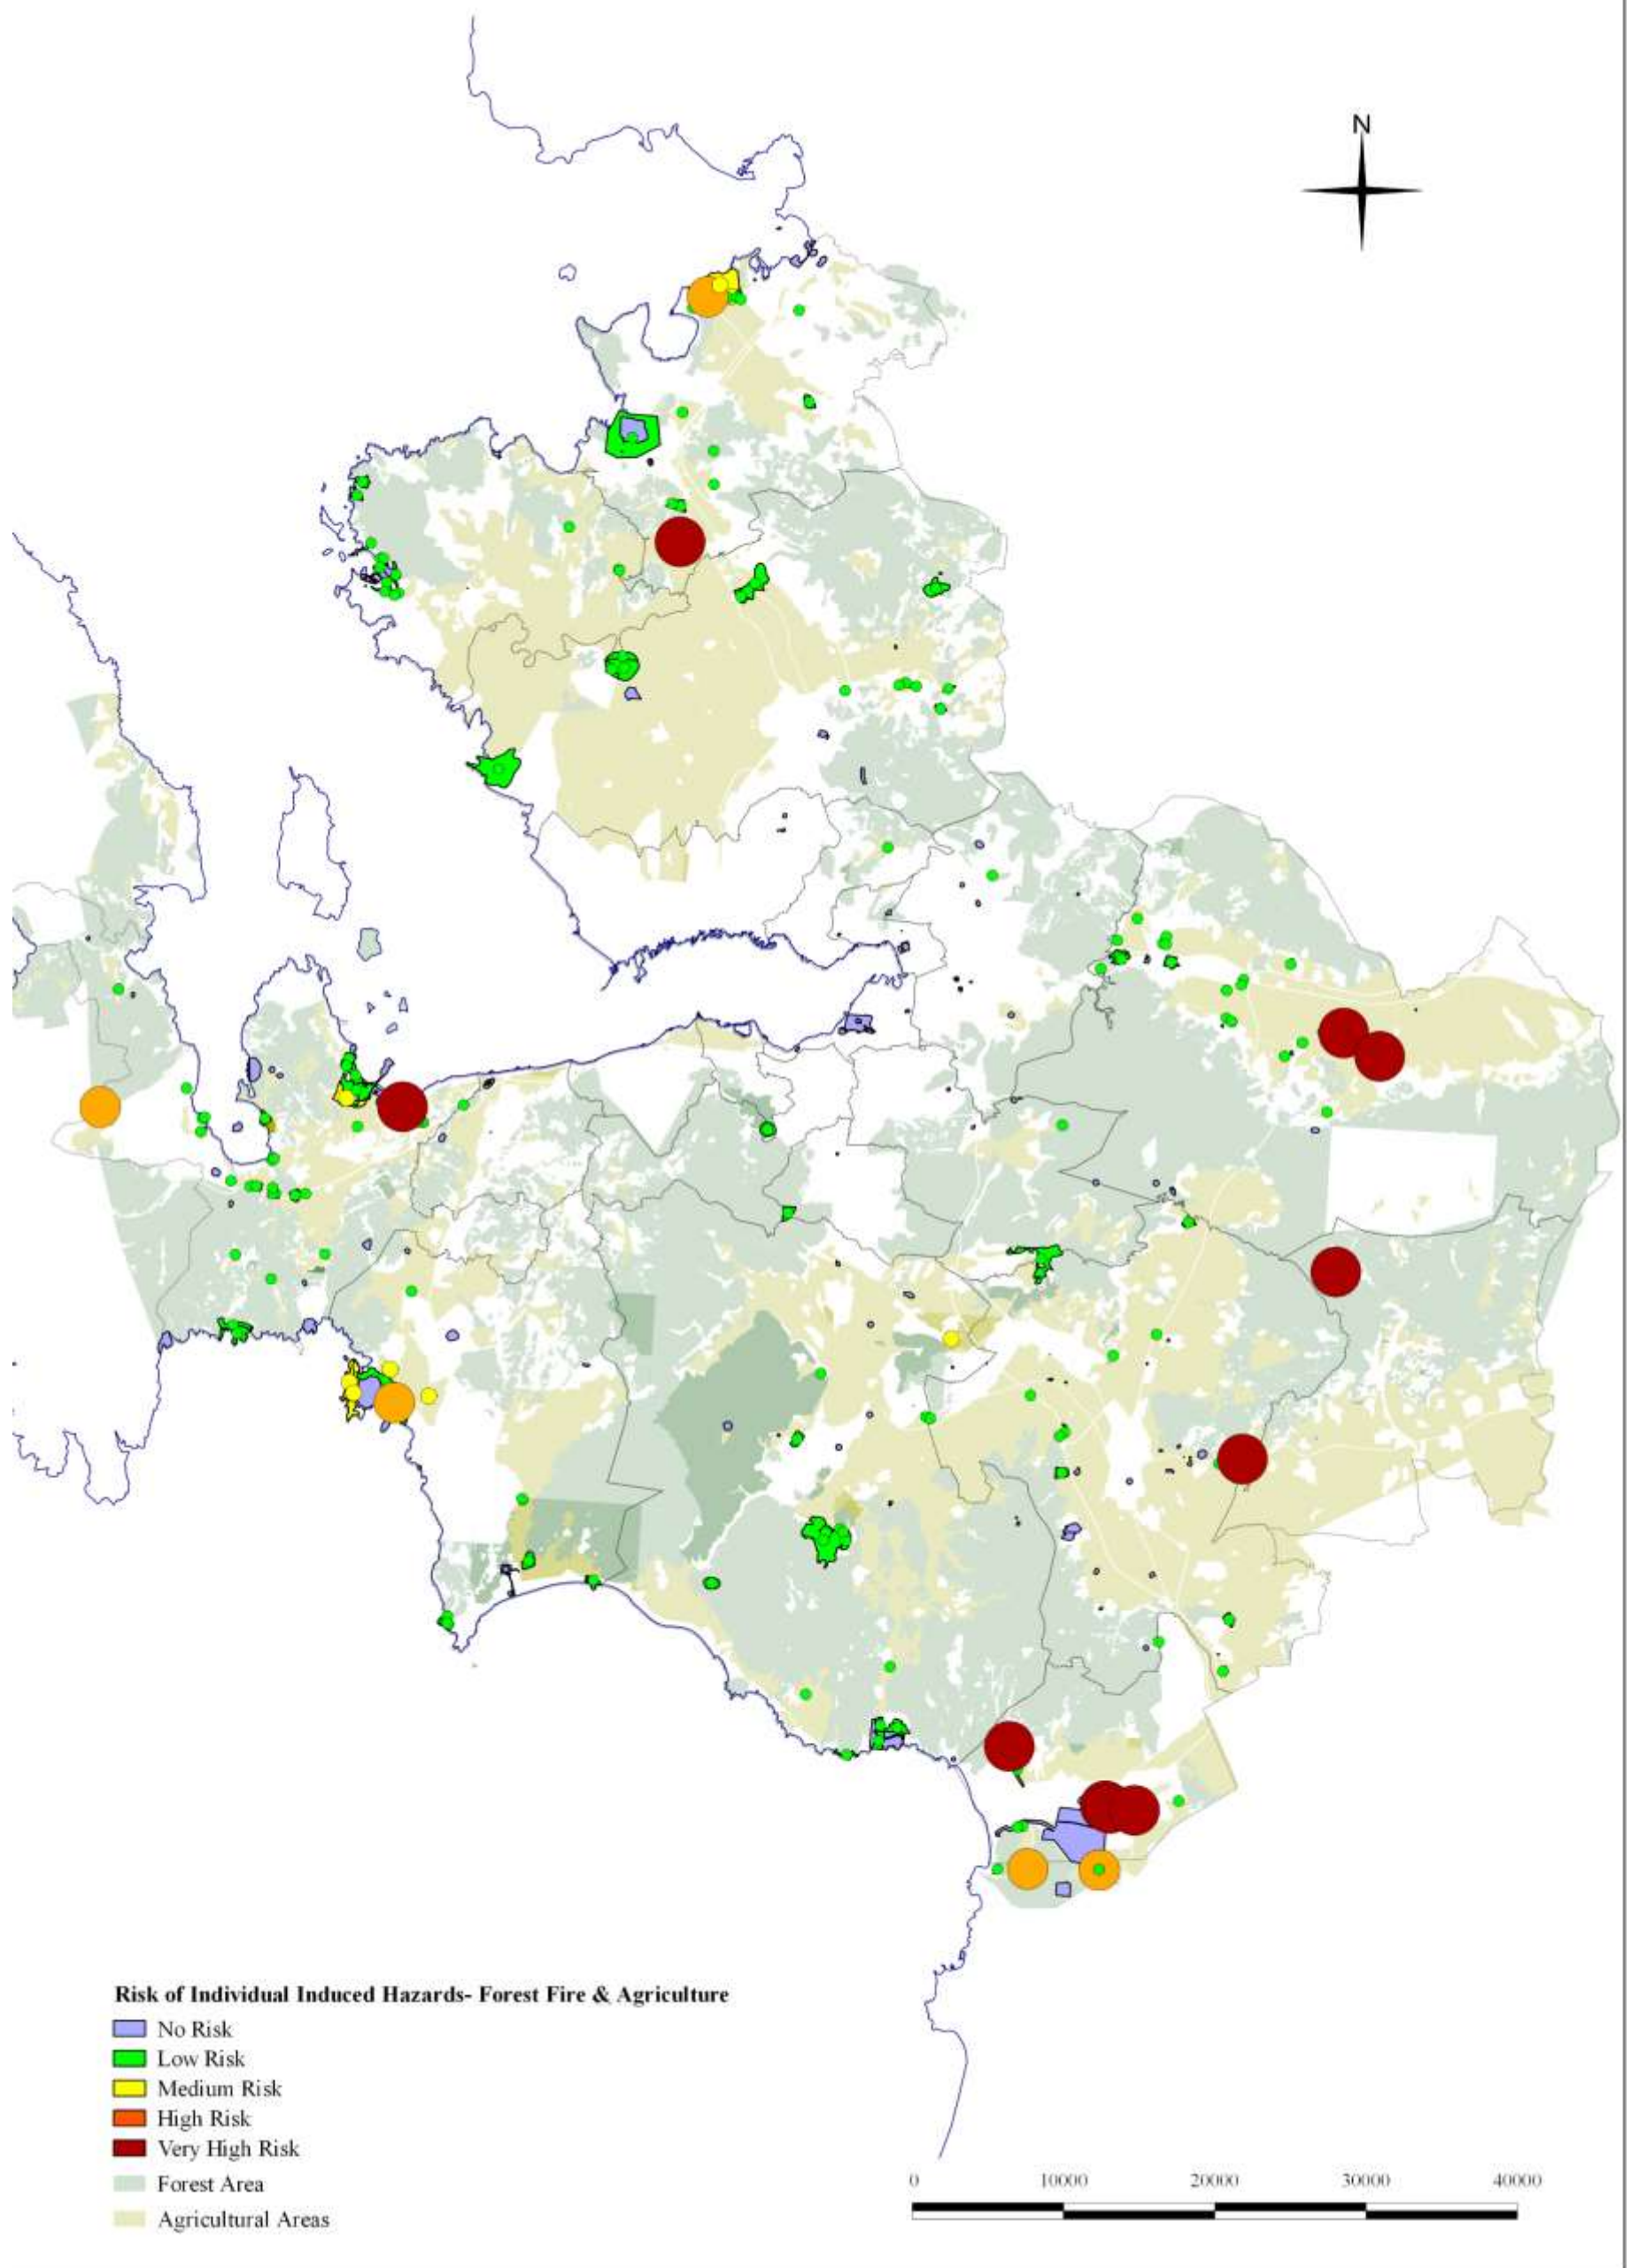 N
Risk of Individual Induced Hazards- Forest Fire & Agriculture
No Risk
Low Risk
Medium Risk
High Risk
Very High Risk
Forest Area
Agricultural Areas
0 10000 20000 30000 40000